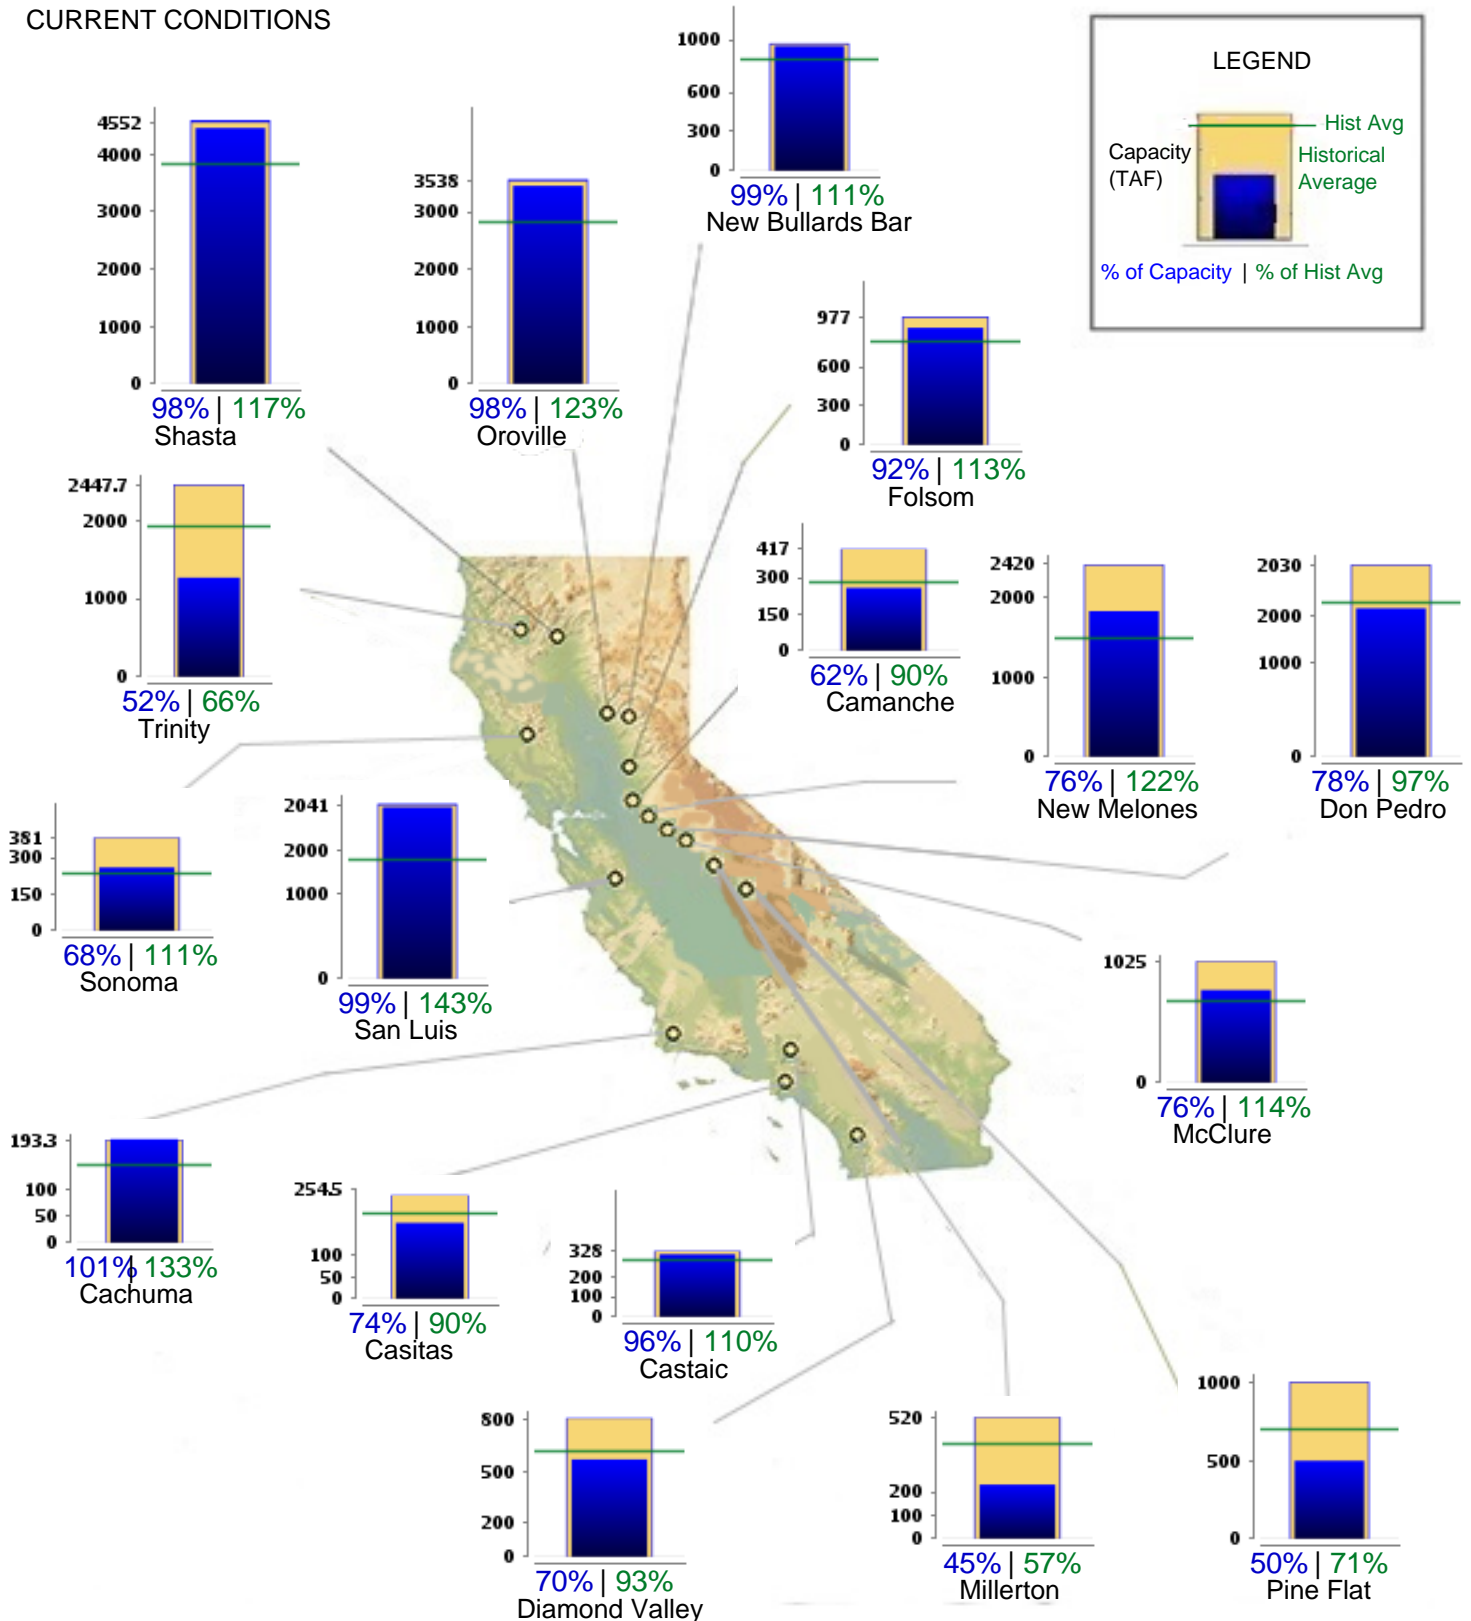 CURRENT CONDITIONS
LEGEND
Hist Avg
Capacity
(TAF)
Historical
Average
% of Capacity | % of Hist Avg
1000
600
300
0
99% | 111%
New Bullards Bar
4552
4000
3000
2000
1000
0
98% | 117%
Shasta
3538
3000
2000
1000
0
98% | 123%
Oroville
977
600
300
0
92% | 113%
Folsom
2447.7
2000
1000
0
52% | 66%
Trinity
417
300
150
0
62% | 90%
Camanche
2420
2000
1000
0
76% | 122%
New Melones
2030
2000
1000
0
78% | 97%
Don Pedro
381
300
150
0
68% | 111%
Sonoma
2041
2000
1000
0
99% | 143%
San Luis
1025
0
76% | 114%
McClure
193.3
100
50
0
101% | 133%
Cachuma
254.5
100
50
0
74% | 90%
Casitas
328
200
100
0
96% | 110%
Castaic
800
500
200
0
70% | 93%
Diamond Valley
520
200
100
0
45% | 57%
Millerton
1000
500
0
50% | 71%
Pine Flat